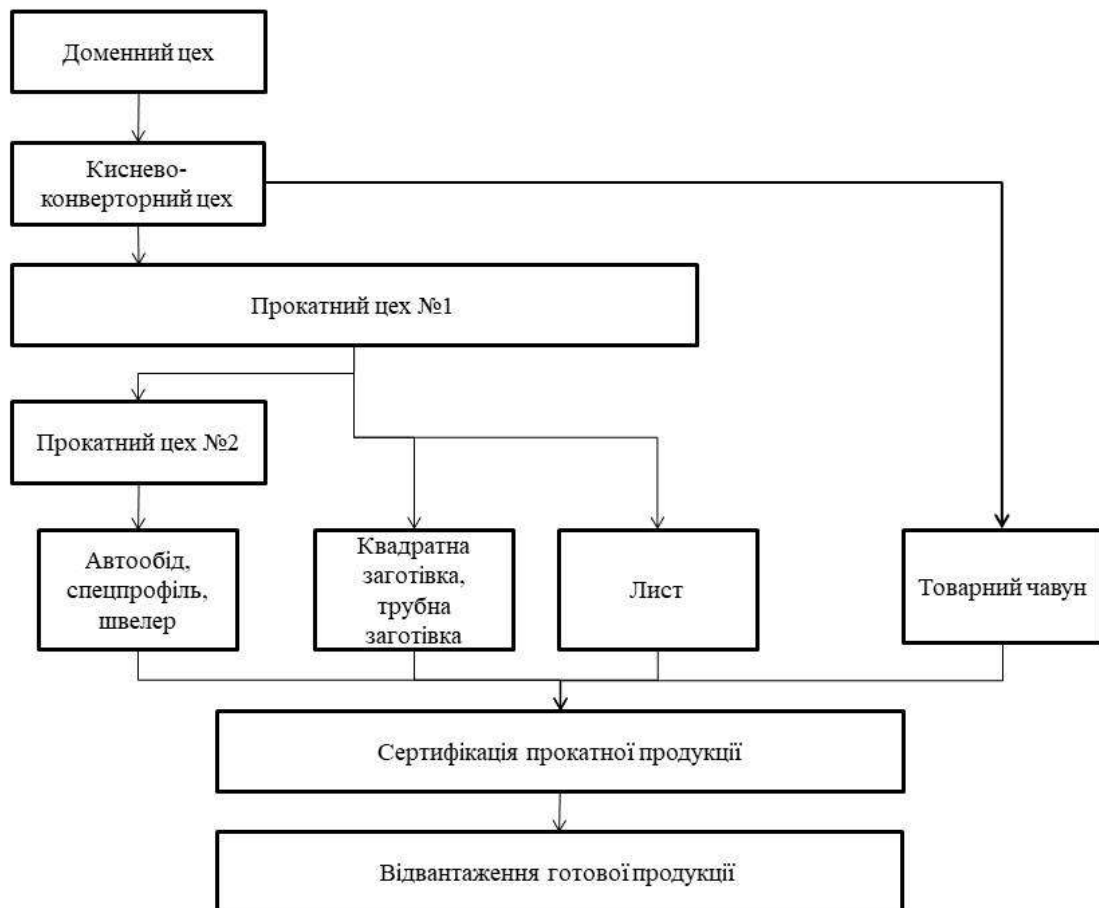 Доменний цех
Киснево-
конверторний цех
Прокатний цех №1
Прокатний цех №2
Автообід,
спецпрофіль,
швелер
Квадратна
заготівка,
трубна
заготівка
Лист
Товарний чавун
Сертифікація прокатної продукції
Відвантаження готової продукції